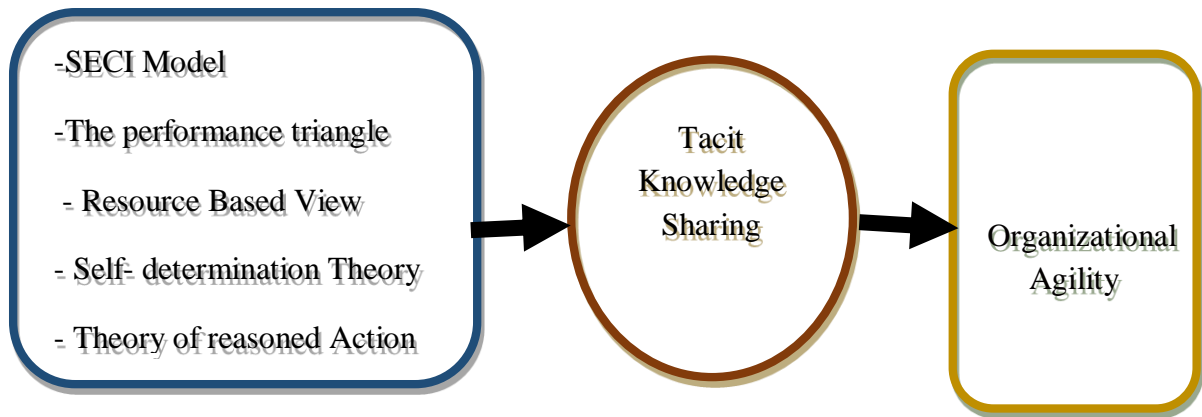 -SECI Model
-The performance triangle
- Resource Based View
- Self- determination Theory
- Theory of reasoned Action
Tacit
Knowledge
Sharing
Organizational
Agility